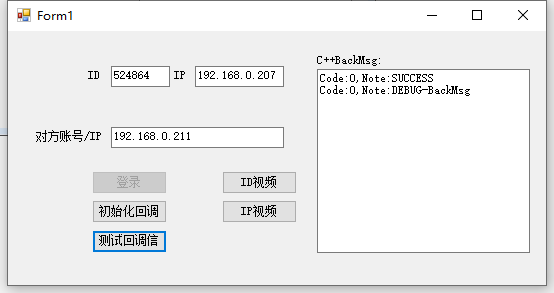 Form1
C++BackMsg:
ID 524864 IP 192.168.0.207
Code:0,Note:SUCCESS
Code:0,Note:DEBUG-BackMsg
对方账号/IP 192.168.0.211
登录 ID视频
初始化回调 IP视频
测试回调信